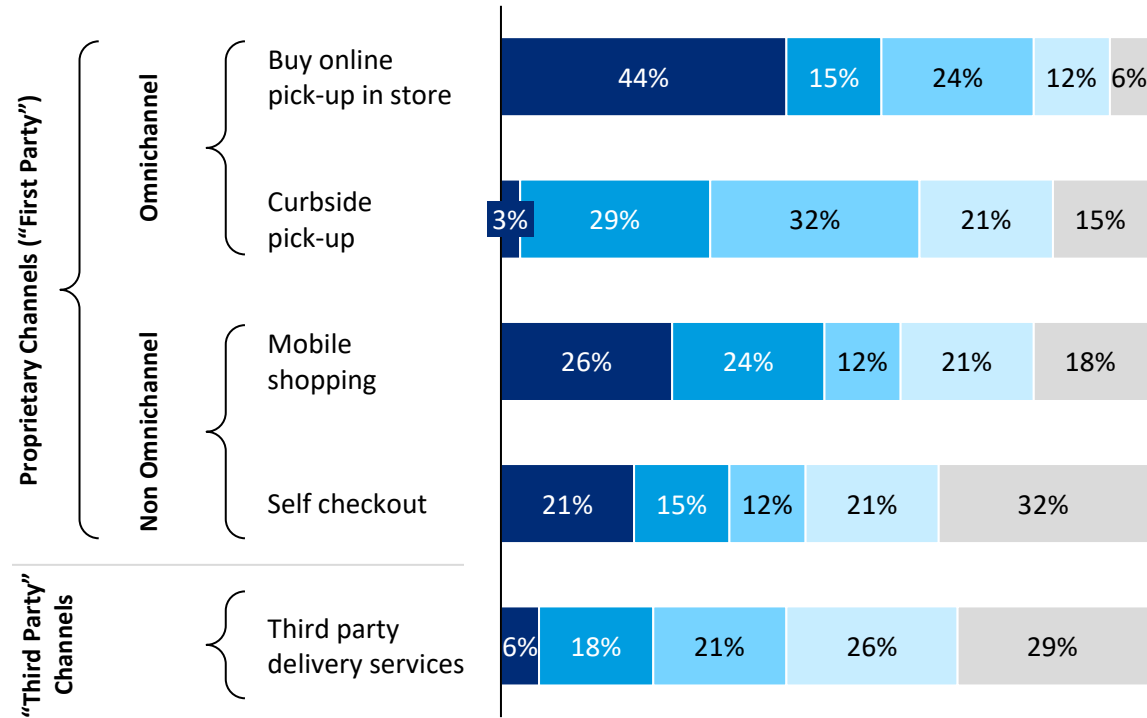 Proprietary Channels (“First Party”)
Omnichannel
Buy online
pick-up in store
44%
15%
24%
12%
6%
Curbside
pick-up
3%
29%
32%
21%
15%
Non Omnichannel
Mobile
shopping
26%
24%
12%
21%
18%
Self checkout
21%
15%
12%
21%
32%
“Third Party”
Channels
Third party
delivery services
6%
18%
21%
26%
29%